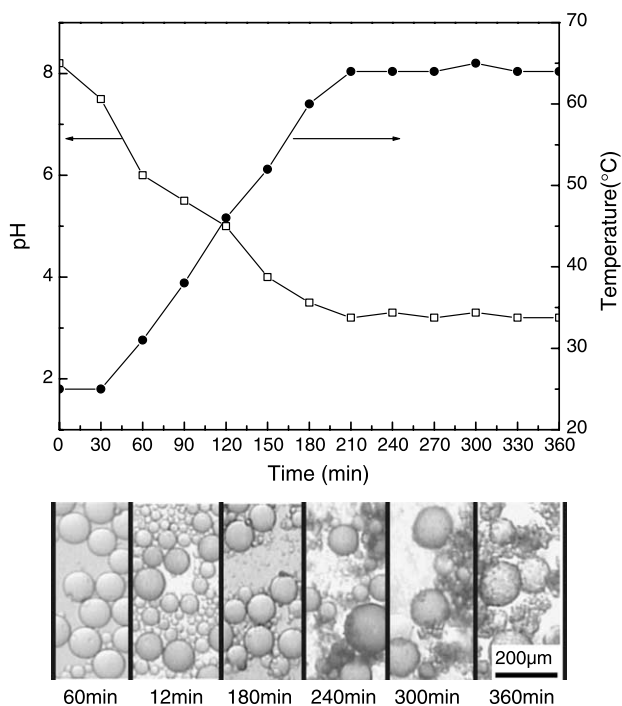 70
8
60
6
50
pH
Temperature(°C)
4
40
2
30
20
0 30 60 90 120 150 180 210 240 270 300 330 360
Time (min)
200μm
60min 12min 180min 240min 300min 360min